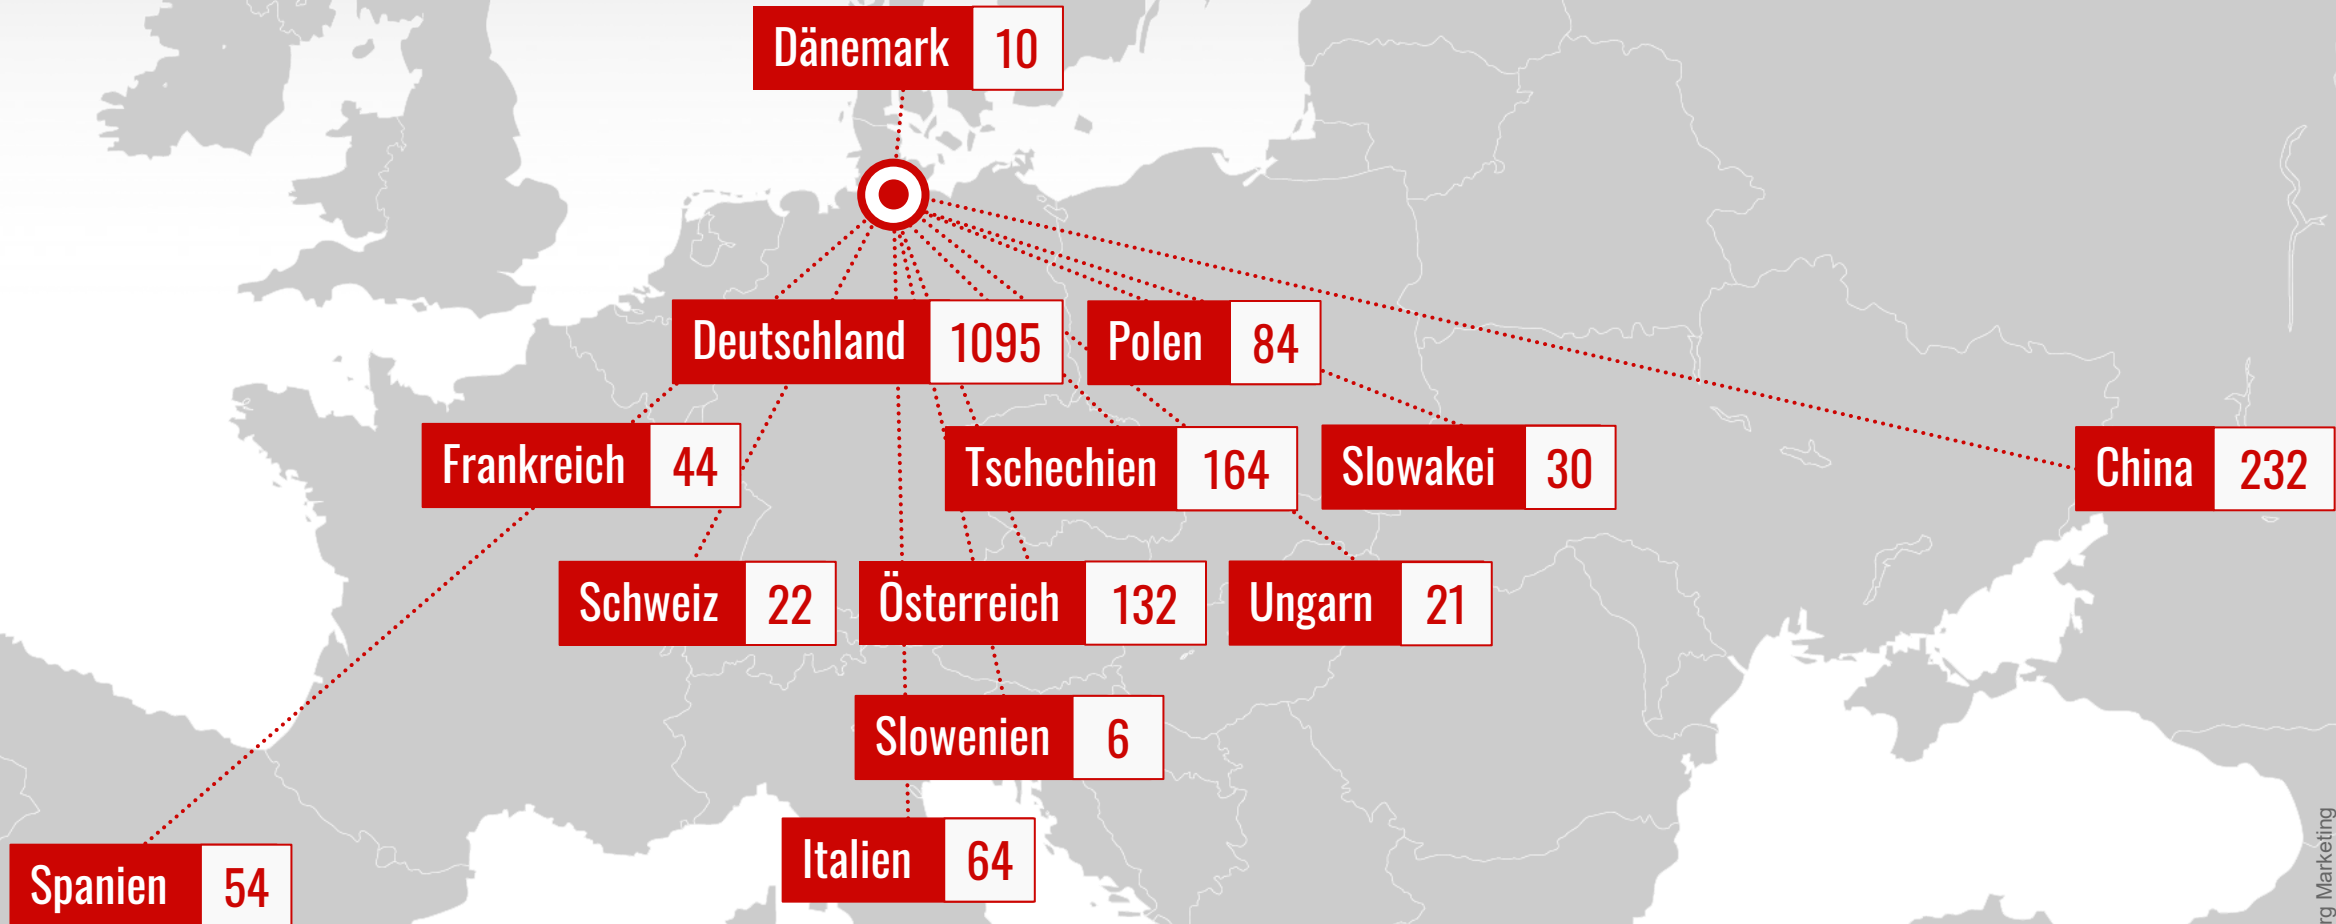 Dänemark 10
Deutschland 1095
Polen 84
Frankreich 44
Tschechien 164
Slowakei 30
China 232
Schweiz 22
Österreich 132
Ungarn 21
Slowenien 6
Italien 64
Spanien 54
Marketing